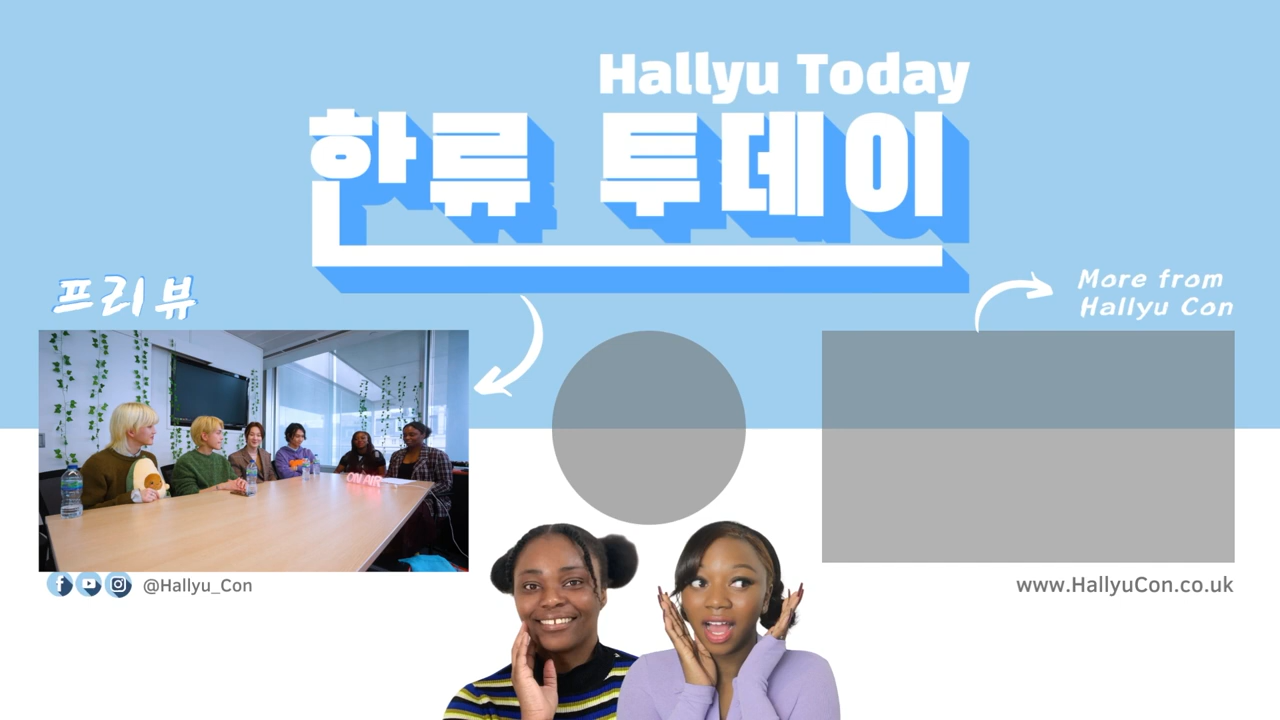 Hallyu Today
한류 투데이
프리뷰
More from
Hallyu Con
ON AIR
@Hallyu_Con
www.HallyuCon.co.uk